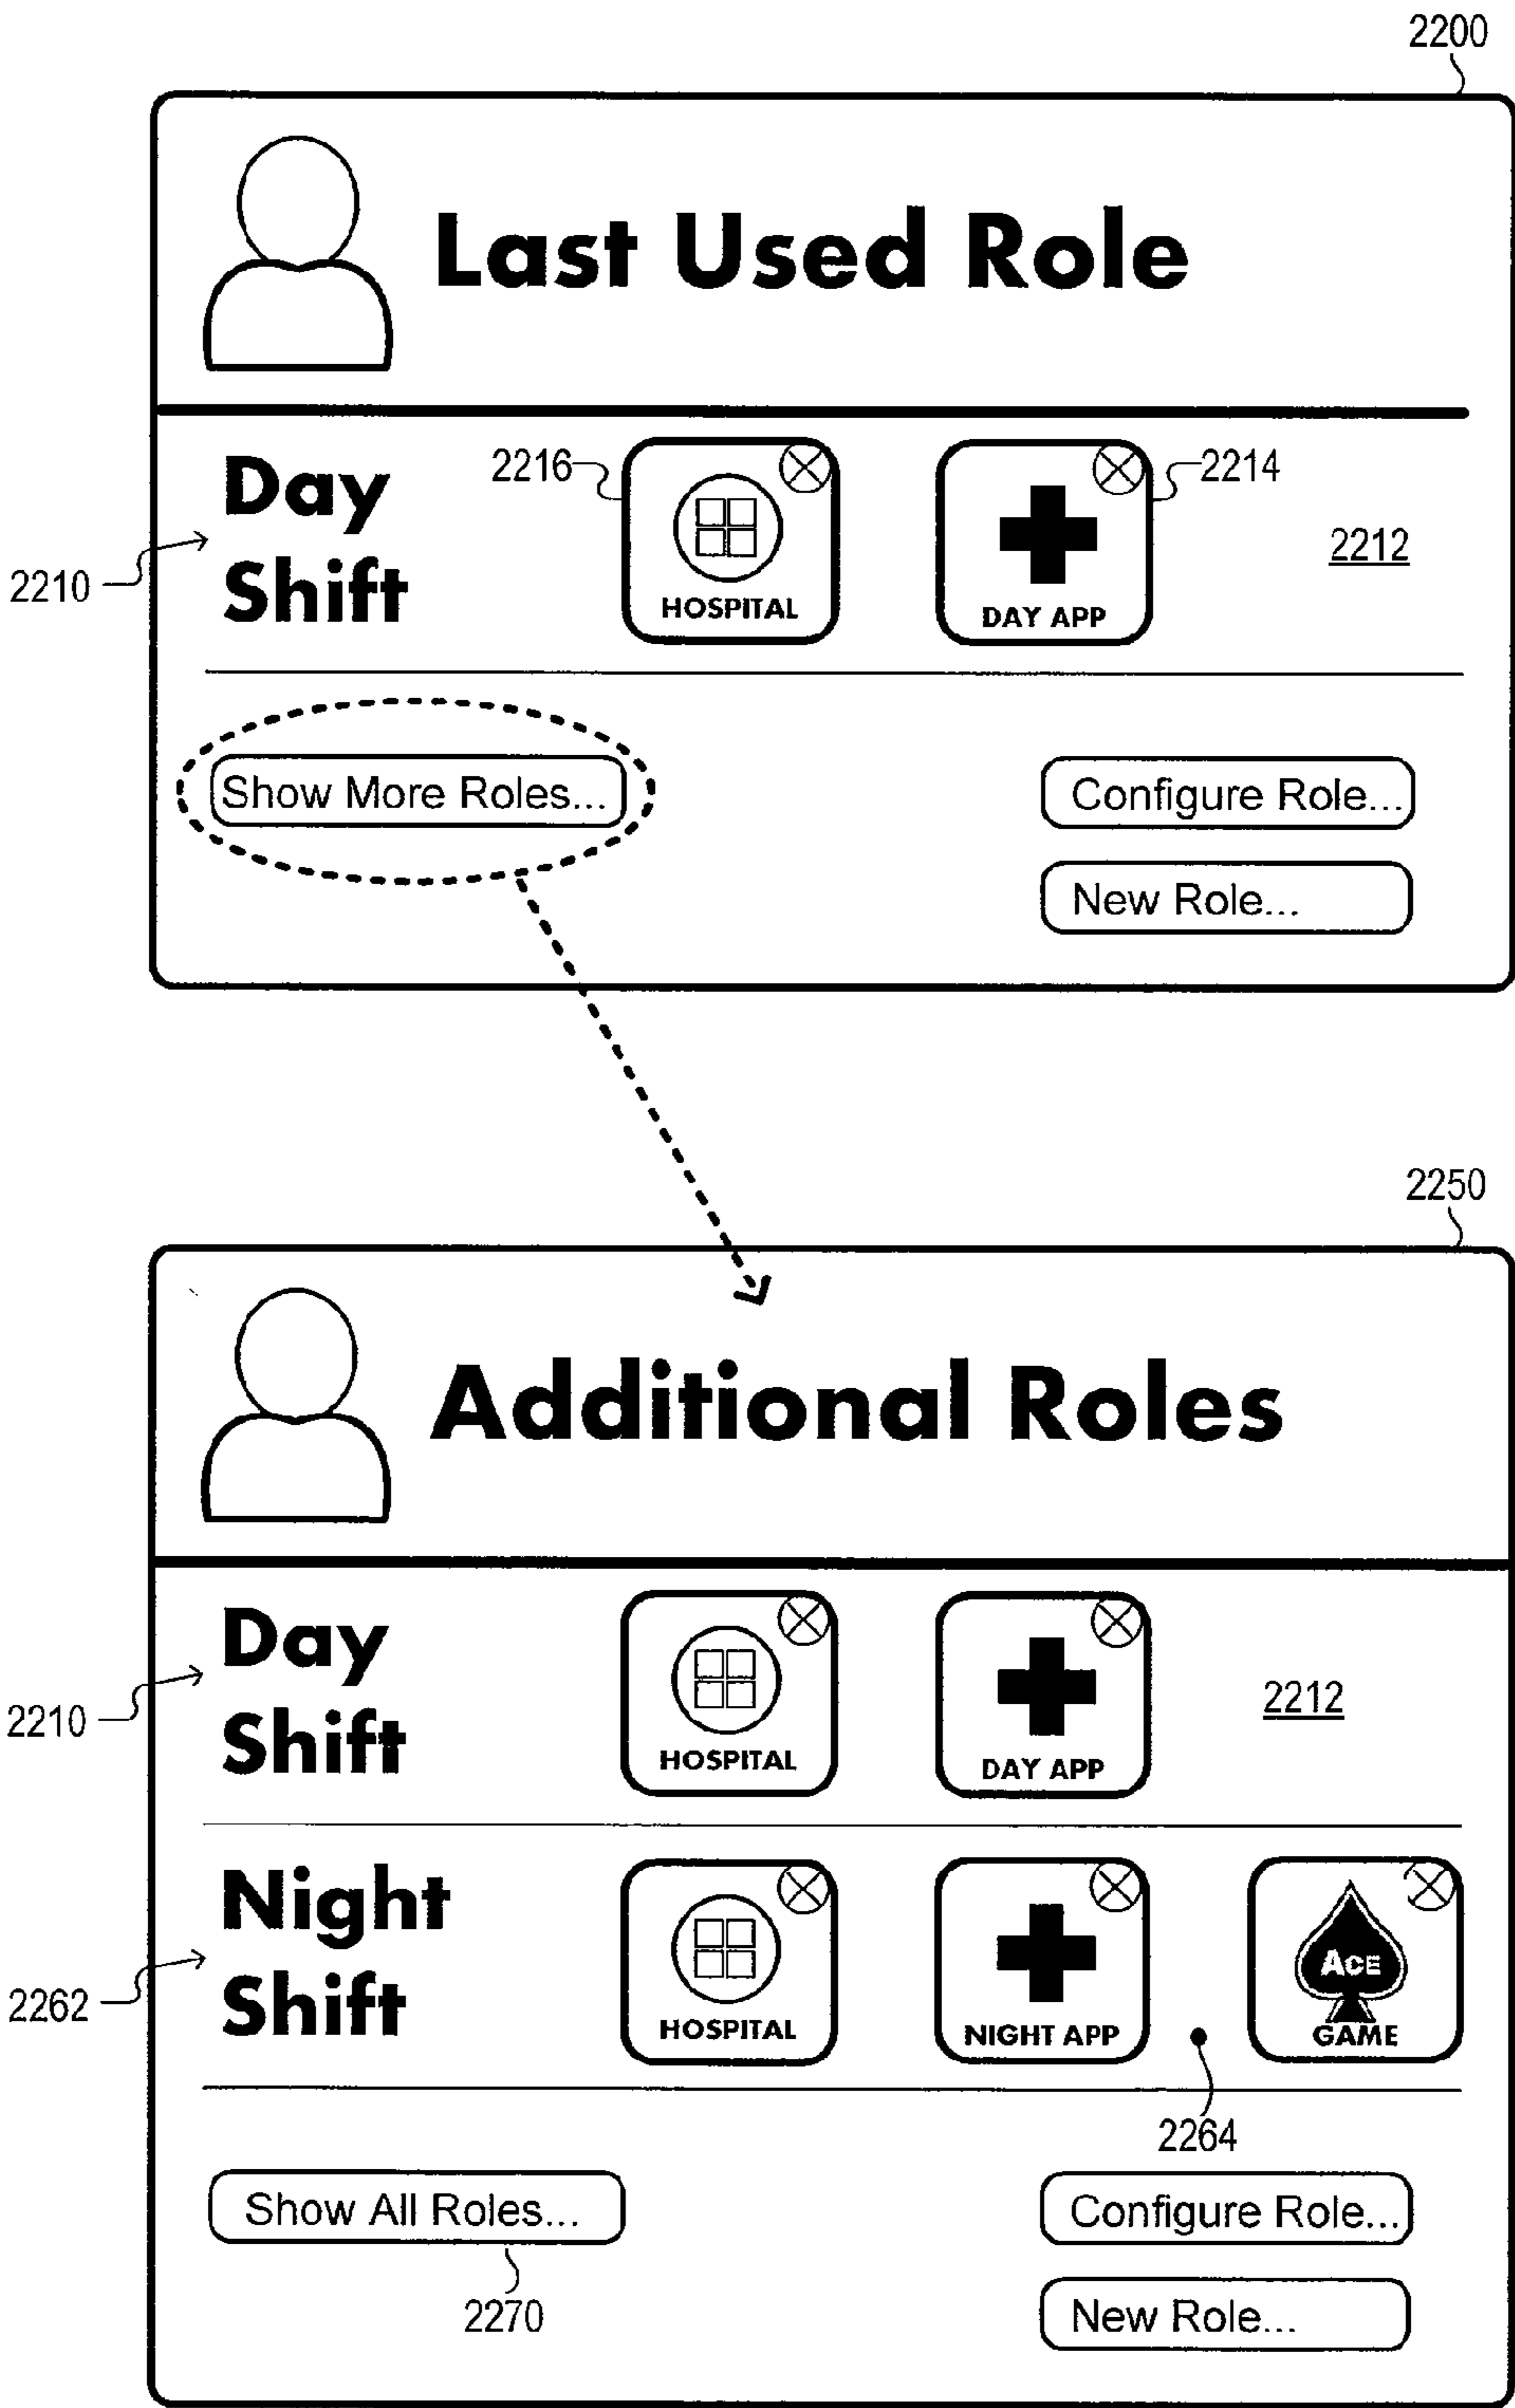 2200
Last Used Role
Day
Shift
2216
2214
2212
2210
HOSPITAL
DAY APP
Show More Roles...
Configure Role...
New Role...
2250
Additional Roles
Day
Shift
2210
2212
HOSPITAL
DAY APP
Night
Shift
2262
ACE
HOSPITAL
NIGHT APP
GAME
2264
Show All Roles...
Configure Role...
2270
New Role...